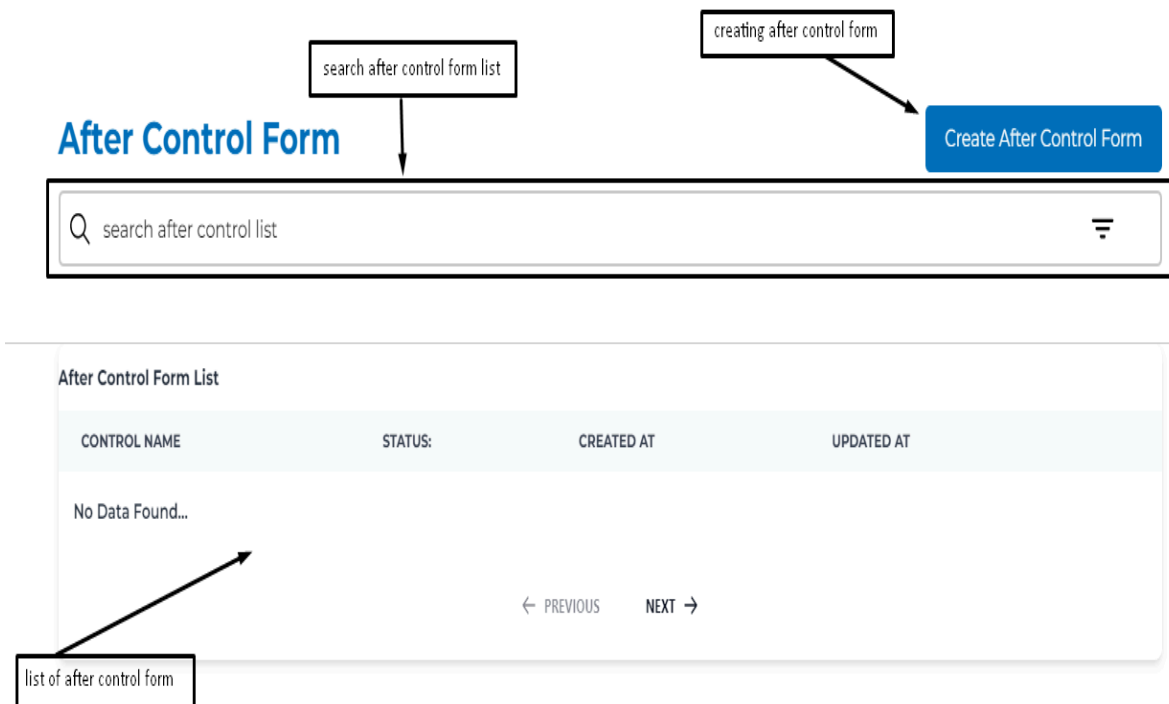 creating after control form
search after control form list
After Control Form
Create After Control Form
search after control list
After Control Form List
CONTROL NAME STATUS: CREATED AT UPDATED AT
No Data Found...
← PREVIOUS NEXT →
list of after control form